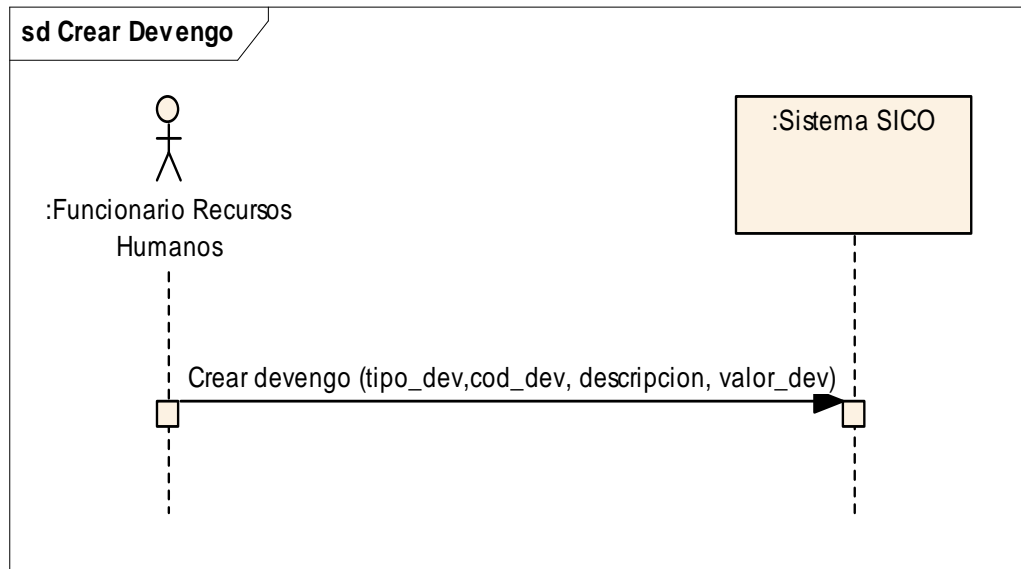 sd Crear Devengo
:Sistema SICO
:Funcionario Recursos
Humanos
Crear devengo (tipo_dev,cod_dev, descripcion, valor_dev)